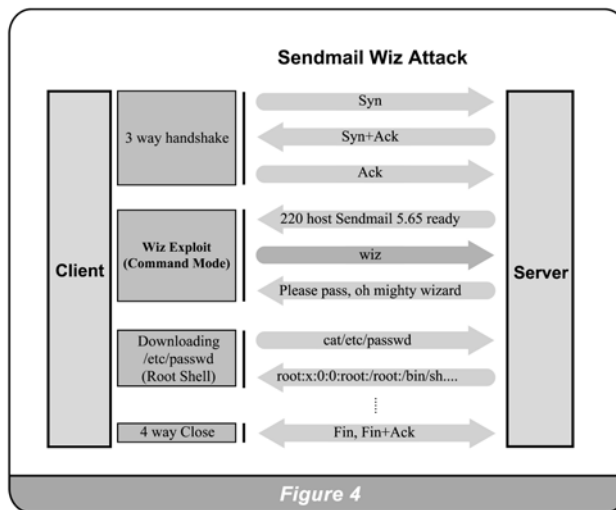 Sendmail Wiz Attack
Client
3 way handshake
Syn
Syn+Ack
Ack
Wiz Exploit
(Command Mode)
220 host Sendmail 5.65 ready
wiz
Please pass, oh mighty wizard
Downloading
/etc/passwd
(Root Shell)
cat/etc/passwd
root:x:0:0:root:/root:/bin/sh....
4 way Close
Fin, Fin+Ack
Server
Figure 4